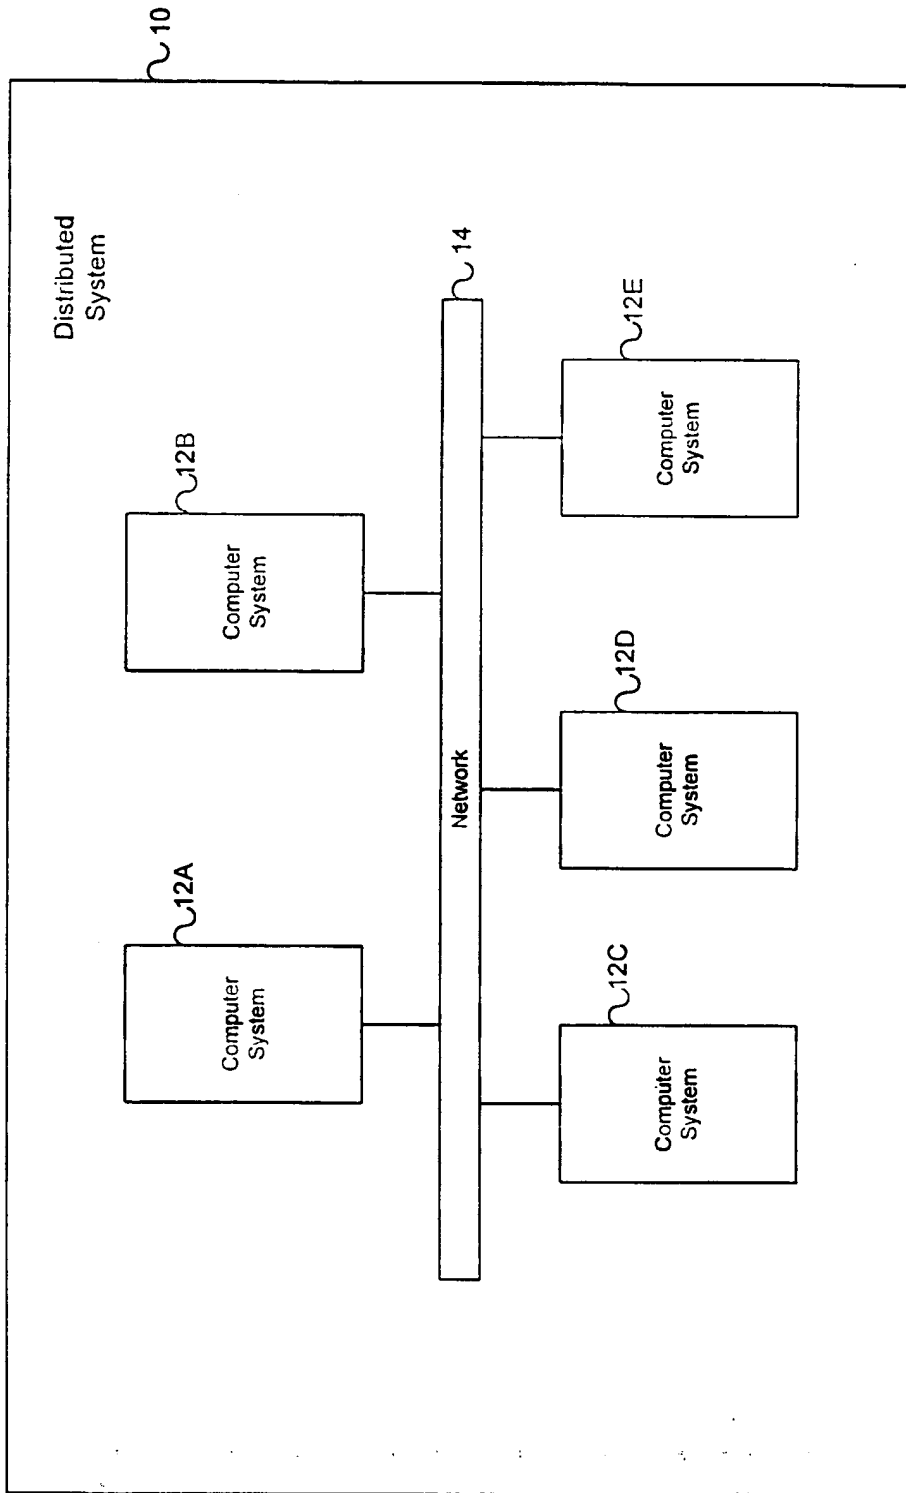 10
Distributed
System
12A
Computer
System
12B
Computer
System
Network
14
12C
Computer
System
12D
Computer
System
12E
Computer
System